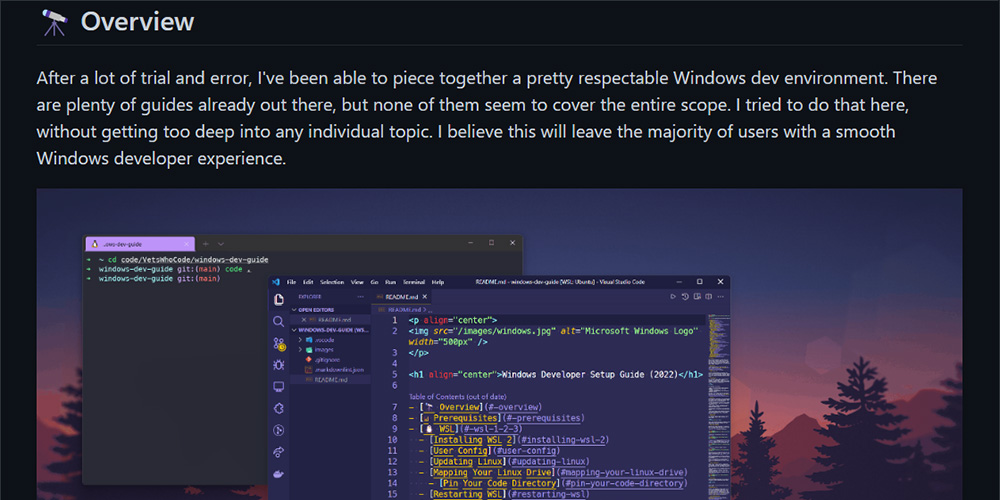 Overview
After a lot of trial and error, I've been able to piece together a pretty respectable Windows dev environment. There
are plenty of guides already out there, but none of them seem to cover the entire scope. I tried to do that here,
without getting too deep into any individual topic. I believe this will leave the majority of users with a smooth
Windows developer experience.
..ows-dev-guide
~ cd code/VetsWhoCode/windows-dev-guide
windows-dev-guide git:(main) code .
windows-dev-guide git:(main)
File Edit Selection View Go Run Terminal Help README.md - windows-dev-guide [WSL: Ubuntu] - Visual Studio Code
EXPLORER
README.md
OPEN EDITORS
README.md
WINDOWS-DEV-GUIDE [WS...
.vscode
images
.gitignore
.markdownlint.json
README.md
README.md
1 <p align="center">
2 <img src="/images/windows.jpg" alt="Microsoft Windows Logo"
width="500px" />
3 </p>
4
5 <h1 align="center">Windows Developer Setup Guide (2022)</h1>
6
Table of Contents (out of date)
7 - [Overview](#-overview)
8 - [Prerequisites](#-prerequisites)
9 - [WSL](#-wsl-1-2-3)
10 - [Installing WSL 2](#installing-wsl-2)
11 - [User Config](#user-config)
12 - [Updating Linux](#updating-linux)
13 - [Mapping Your Linux Drive](#mapping-your-linux-drive)
14 - [Pin Your Code Directory](#pin-your-code-directory)
15 - [Restarting WSL](#restarting-wsl)